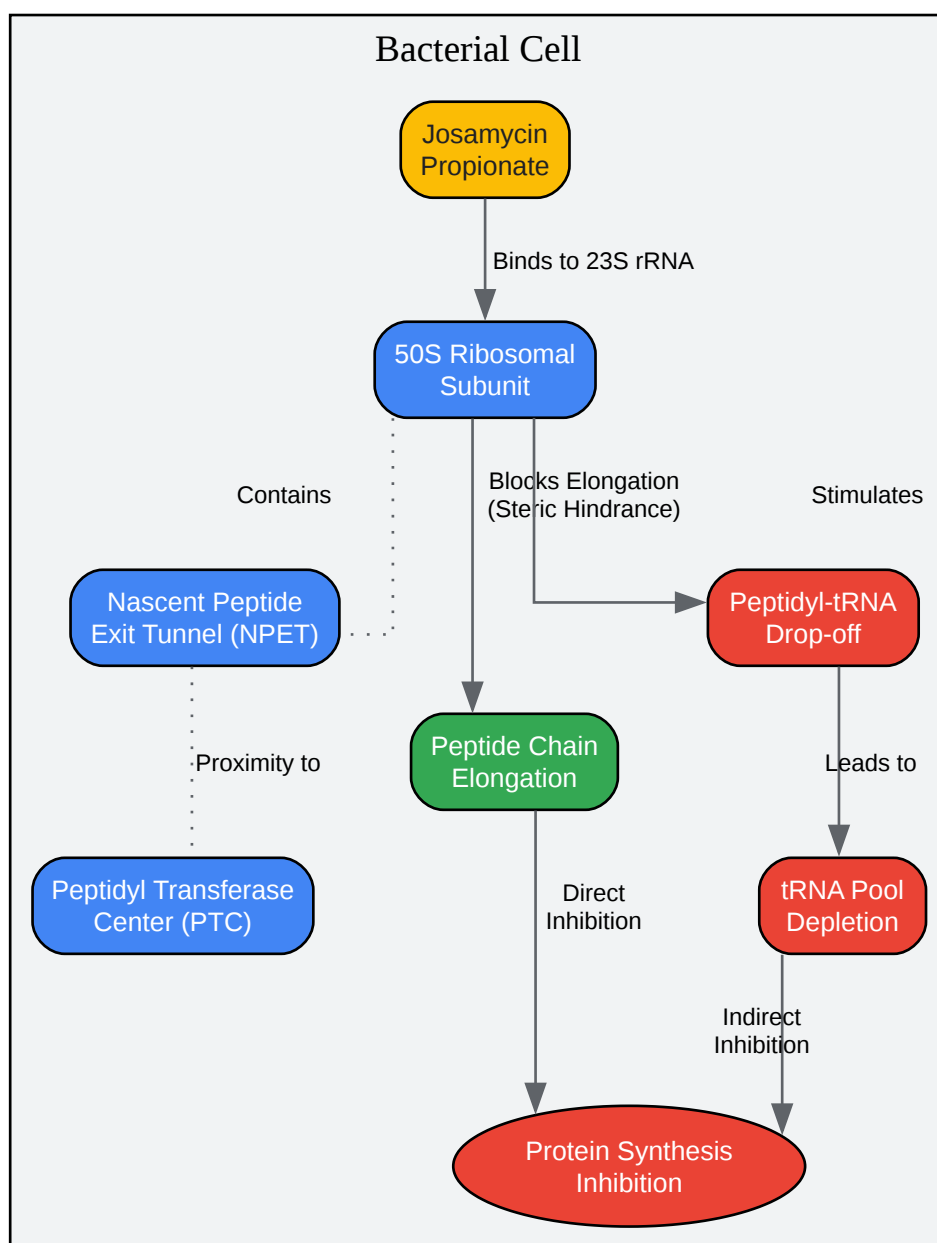 Bacterial Cell
Josamycin
Propionate
Binds to 23S rRNA
50S Ribosomal
Subunit
Contains
Blocks Elongation
(Steric Hindrance)
Stimulates
Nascent Peptide
Exit Tunnel (NPET)
Peptidyl-tRNA
Drop-off
Proximity to
Peptide Chain
Elongation
Leads to
Peptidyl Transferase
Center (PTC)
Direct
Inhibition
tRNA Pool
Depletion
Indirect
Inhibition
Protein Synthesis
Inhibition